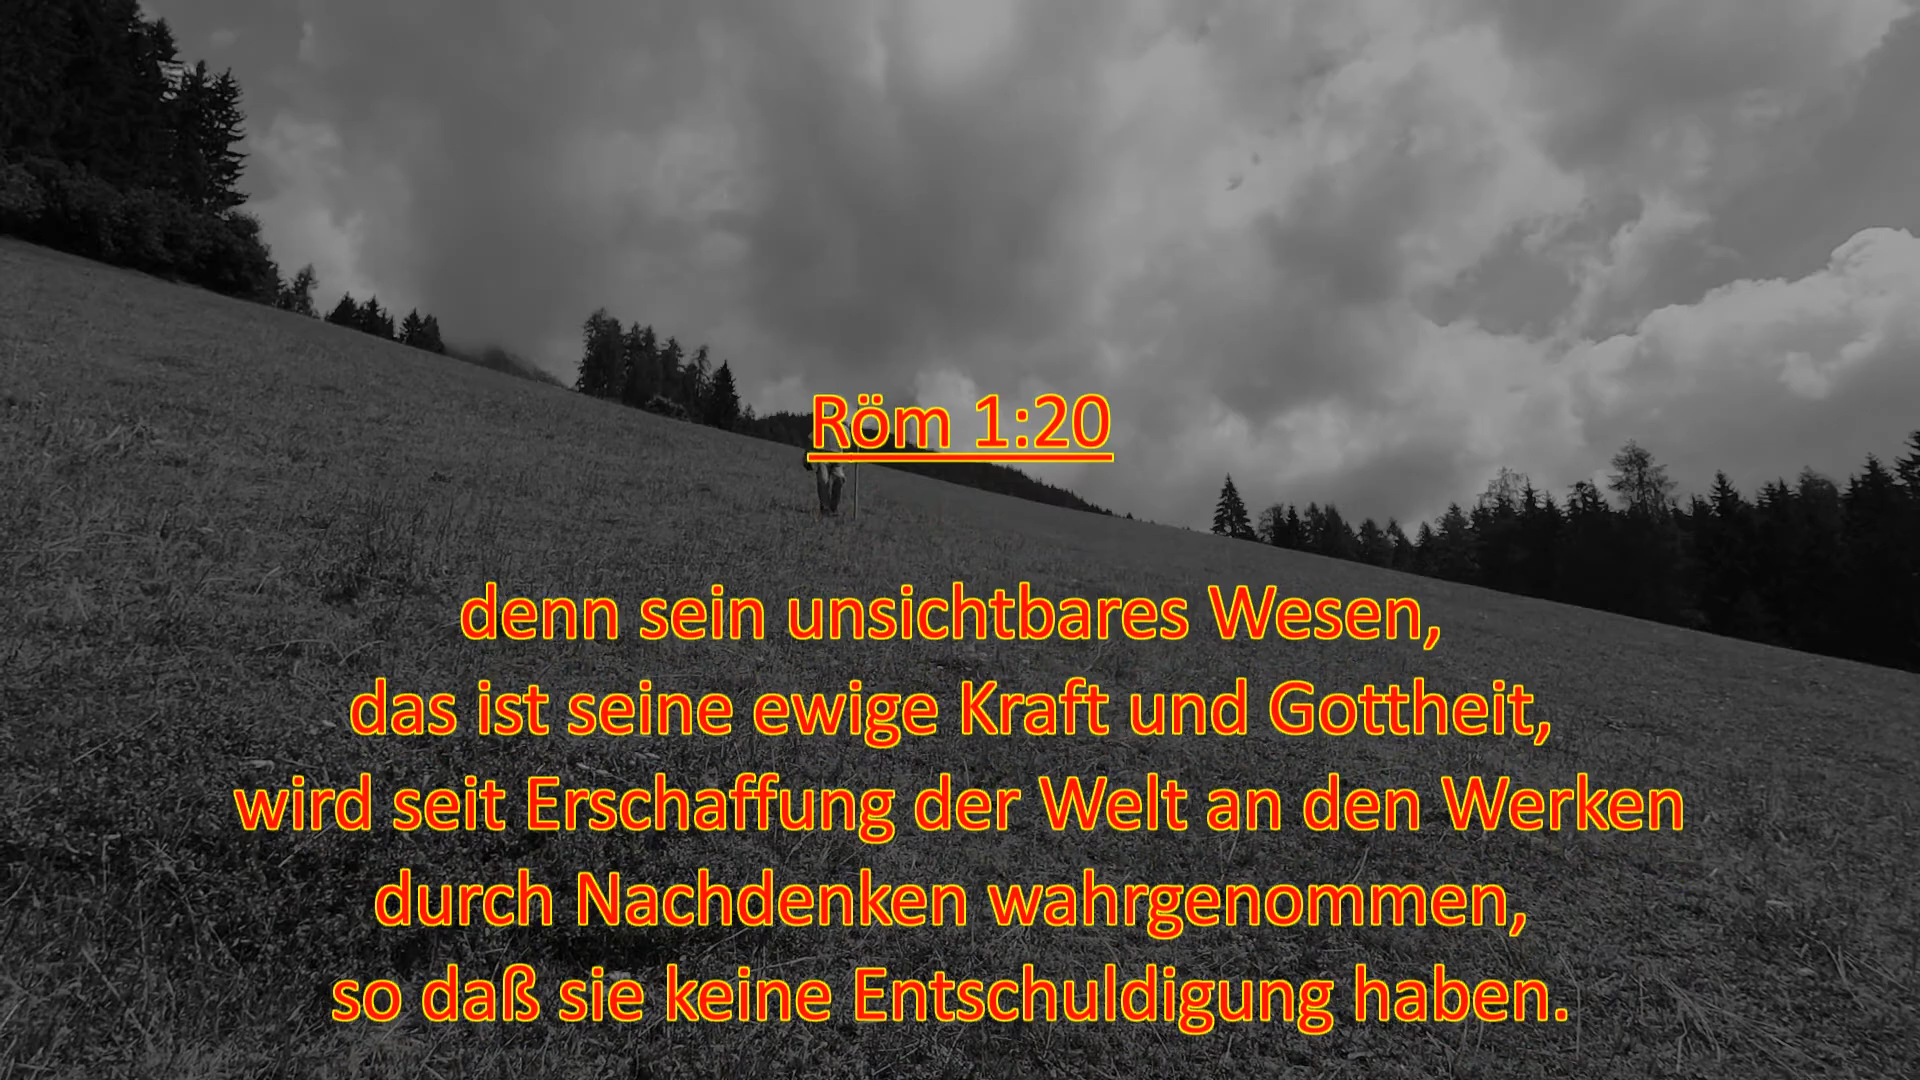 Röm 1:20
denn sein unsichtbares Wesen,
das ist seine ewige Kraft und Gottheit,
wird seit Erschaffung der Welt an den Werken
durch Nachdenken wahrgenommen,
so daß sie keine Entschuldigung haben.